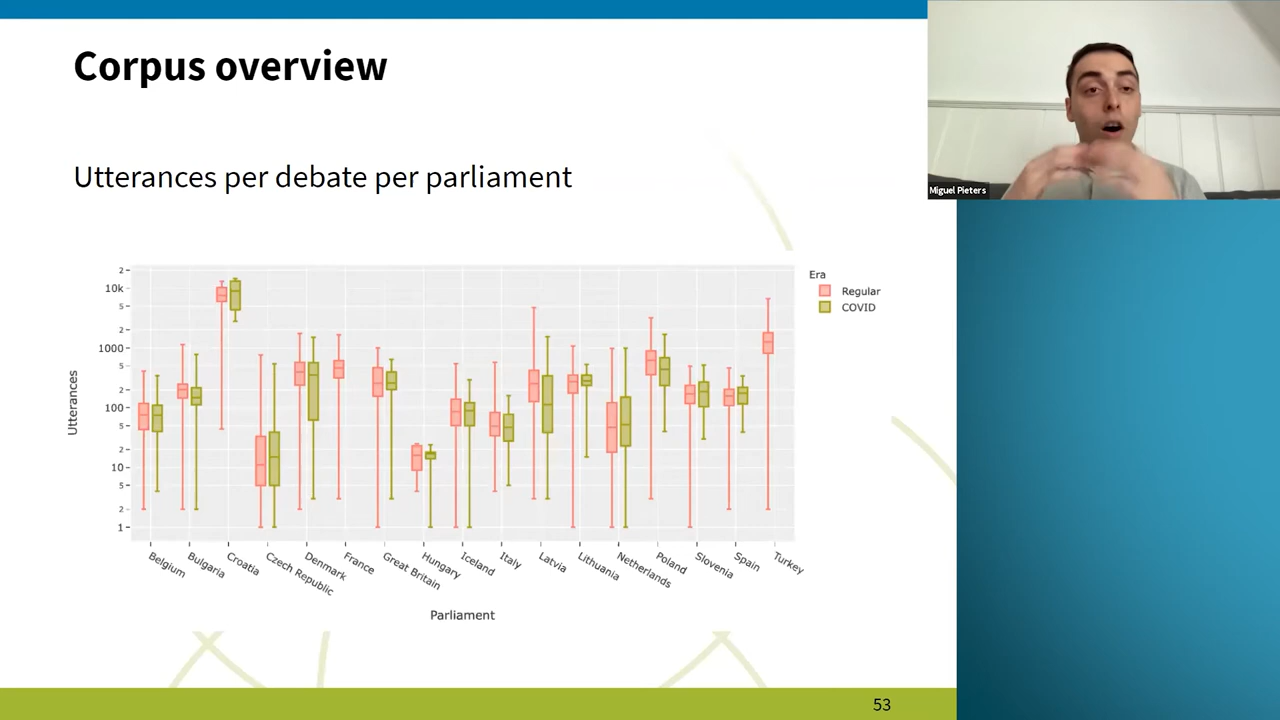 Corpus overview
Utterances per debate per parliament
Miguel Pieters
Era
Regular
COVID
Utterances
2
10k
5
2
1000
5
2
100
5
2
10
5
2
1
Belgium
Bulgaria
Croatia
Czech Republic
Denmark
France
Great Britain
Hungary
Iceland
Italy
Latvia
Lithuania
Netherlands
Poland
Slovenia
Spain
Turkey
Parliament
53